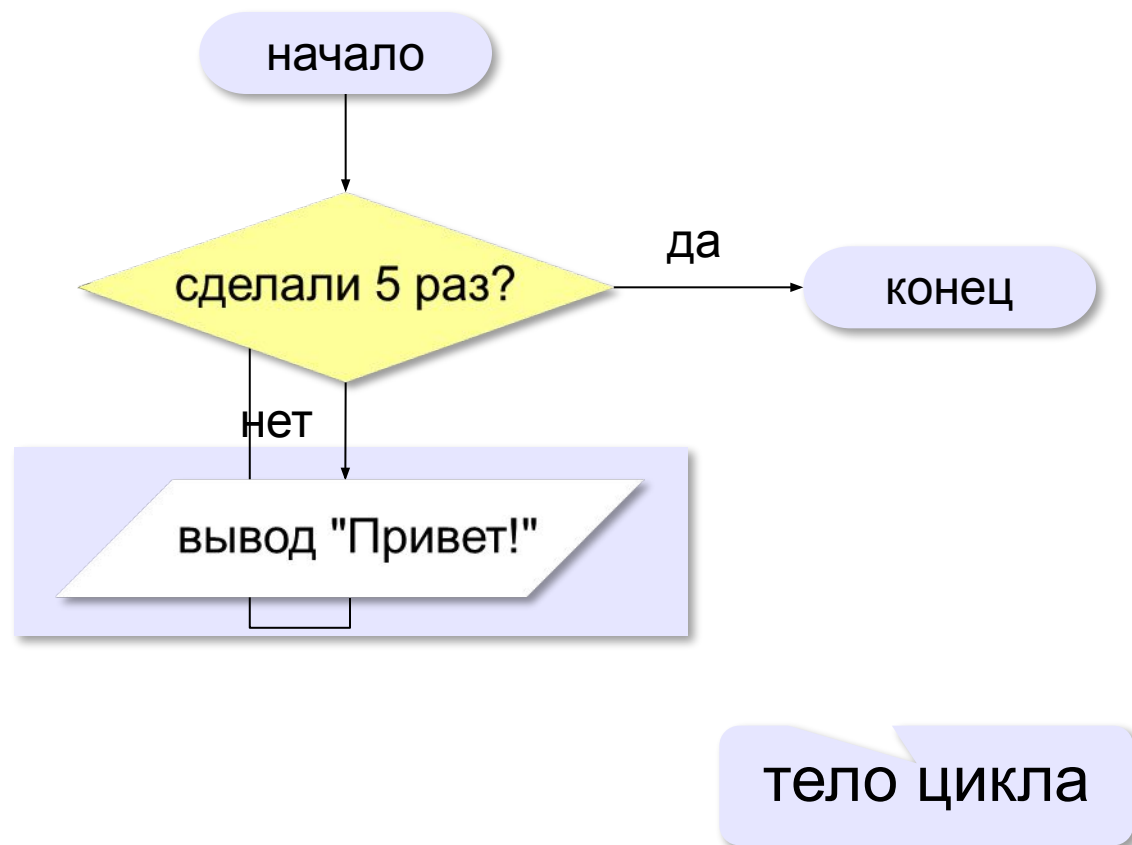 начало
сделали 5 раз?
да
конец
нет
вывод "Привет!"
тело цикла